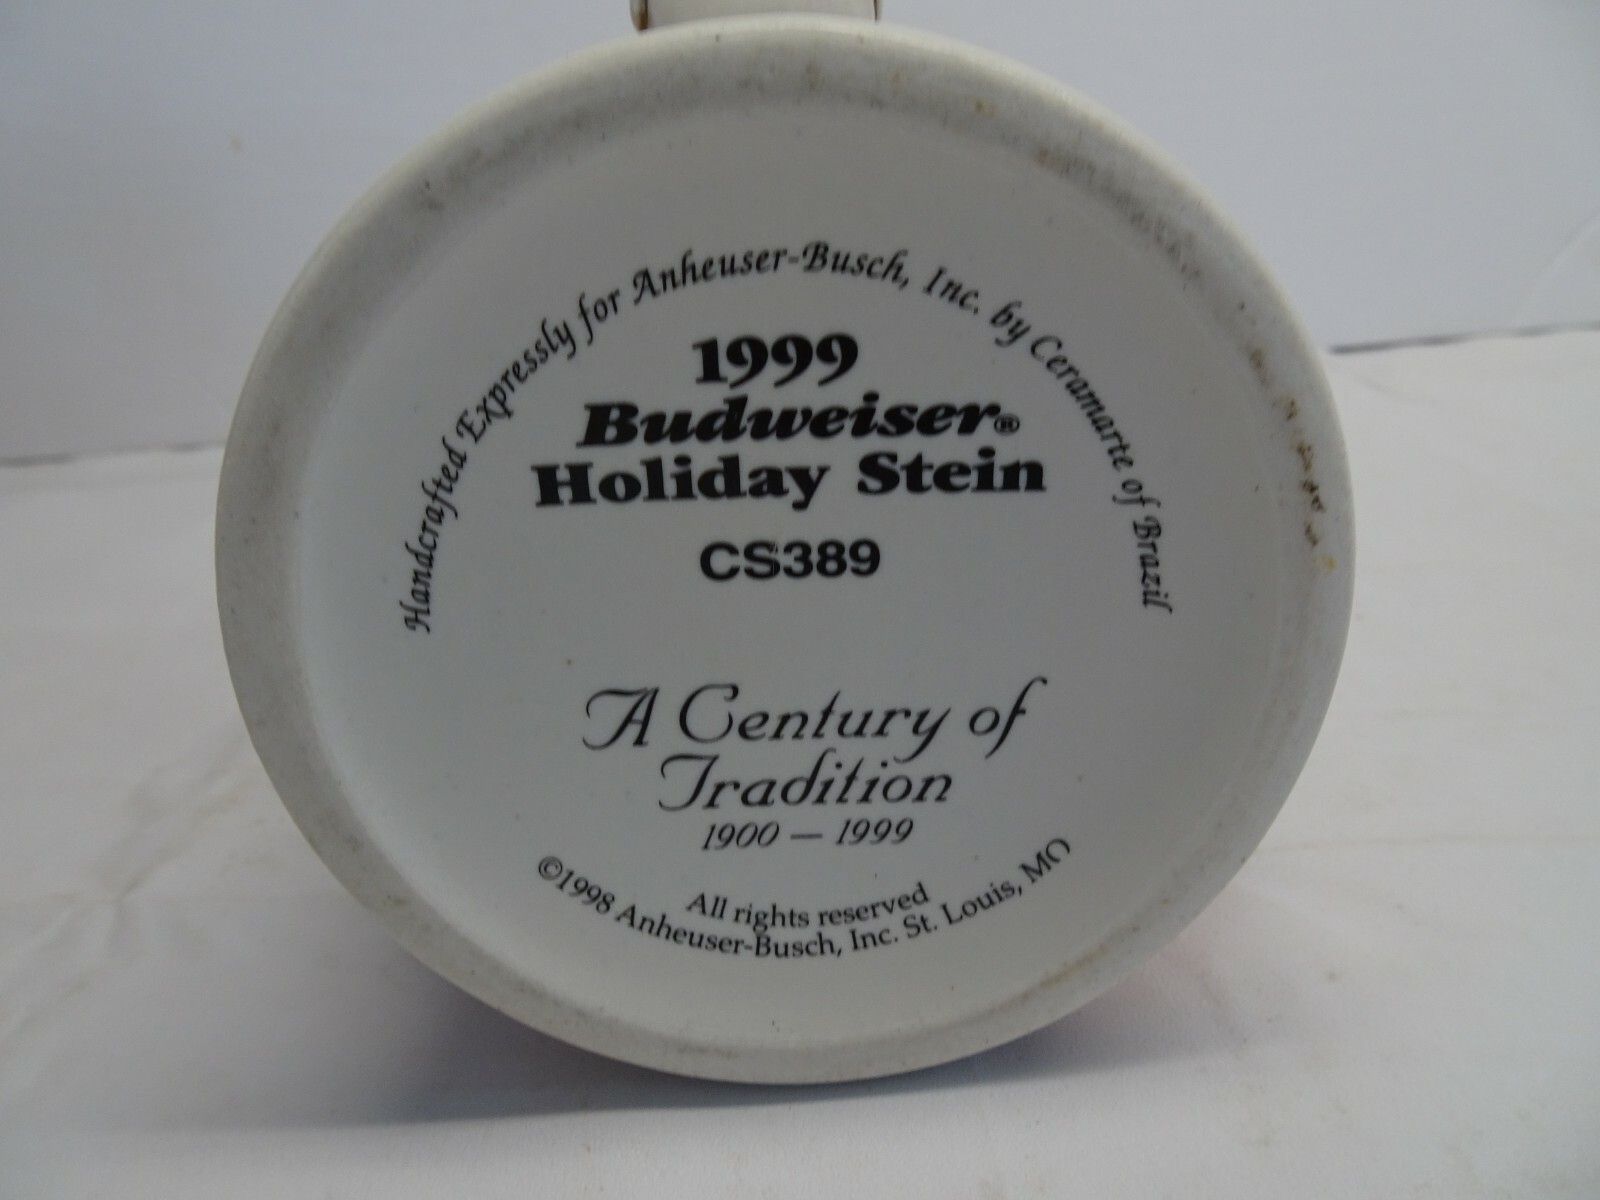 Handcrafted Expressly for Anheuser-Busch, Inc. by Ceramarte of Brazil
1999
Budweiser®
Holiday Stein
CS389
A Century of
Tradition
1900 — 1999
All rights reserved
©1998 Anheuser-Busch, Inc. St. Louis, MO